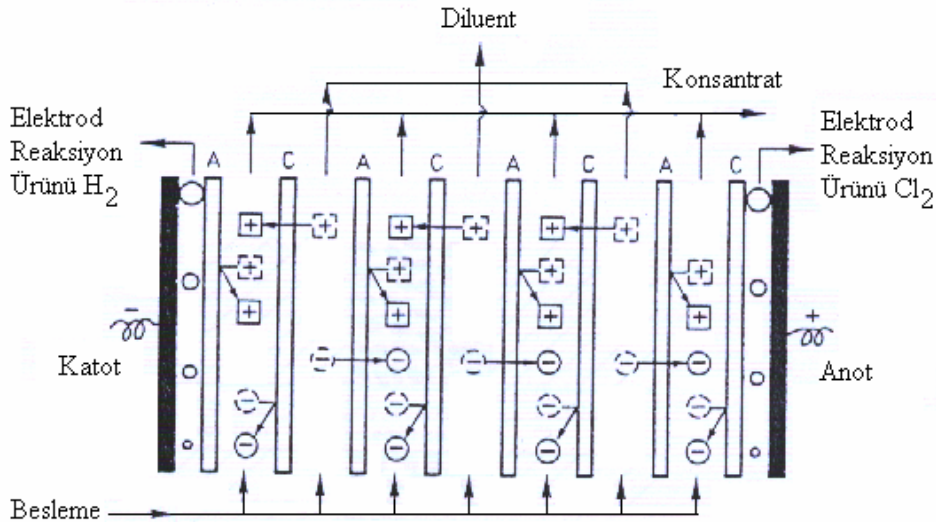 Diluent
Konsantrat
Elektrod
Reaksiyon
Ürünü H2
Elektrod
Reaksiyon
Ürünü Cl2
A C A C A C A C
+ + + + + +
+ + + +
+ + + +
− +
Katot
Anot
− − − − − −
− − − −
− − − −
Besleme